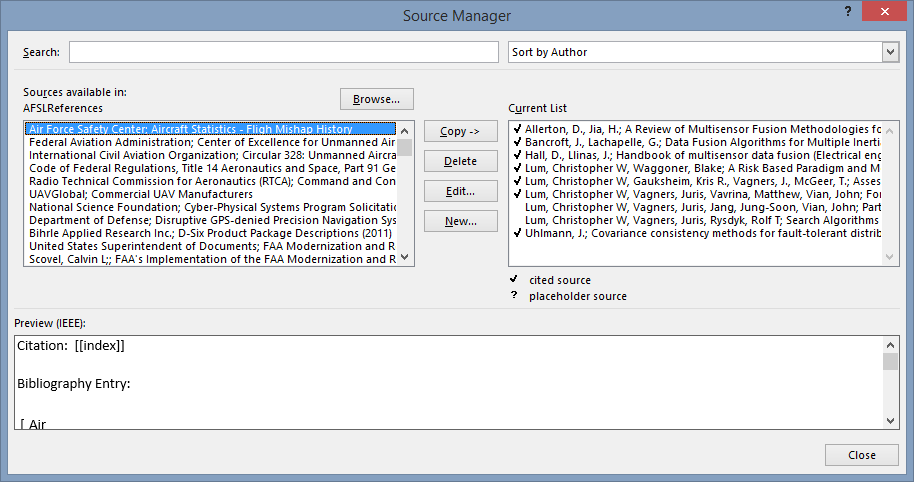 Source Manager
?
Search:
Sort by Author
Sources available in:
AFSLReferences
Browse...
Air Force Safety Center; Aircraft Statistics - Fligh Mishap History
Federal Aviation Administration; Center of Excellence for Unmanned Air
International Civil Aviation Organization; Circular 328: Unmanned Aircra
Code of Federal Regulations, Title 14 Aeronautics and Space, Part 91 Ge
Radio Technical Commission for Aeronautics (RTCA); Command and Con
UAVGlobal; Commercial UAV Manufacturers
National Science Foundation; Cyber-Physical Systems Program Solicitatio
Department of Defense; Disruptive GPS-denied Precision Navigation Sys
Bihrle Applied Research Inc.; D-Six Product Package Descriptions (2011)
United States Superintendent of Documents; FAA Modernization and R
Scovel, Calvin L;; FAA's Implementation of the FAA Modernization and R
Copy ->
Delete
Edit...
New...
Current List
Allerton, D., Jia, H.; A Review of Multisensor Fusion Methodologies fo
Bancroft, J., Lachapelle, G.; Data Fusion Algorithms for Multiple Inertia
Hall, D., Llinas, J.; Handbook of multisensor data fusion (Electrical eng
Lum, Christopher W, Waggoner, Blake; A Risk Based Paradigm and M
Lum, Christopher W, Gauksheim, Kris R., Vagners, J., McGeer, T.; Asses
Lum, Christopher W, Vagners, Juris, Vavrina, Matthew, Vian, John; For
Lum, Christopher W, Vagners, Juris, Jang, Jung-Soon, Vian, John; Part
Lum, Christopher W, Vagners, Juris, Rysdyk, Rolf T; Search Algorithms
Uhlmann, J.; Covariance consistency methods for fault-tolerant distrib
cited source
? placeholder source
Preview (IEEE):
Citation: [[index]]
Bibliography Entry:
[ Air
Close